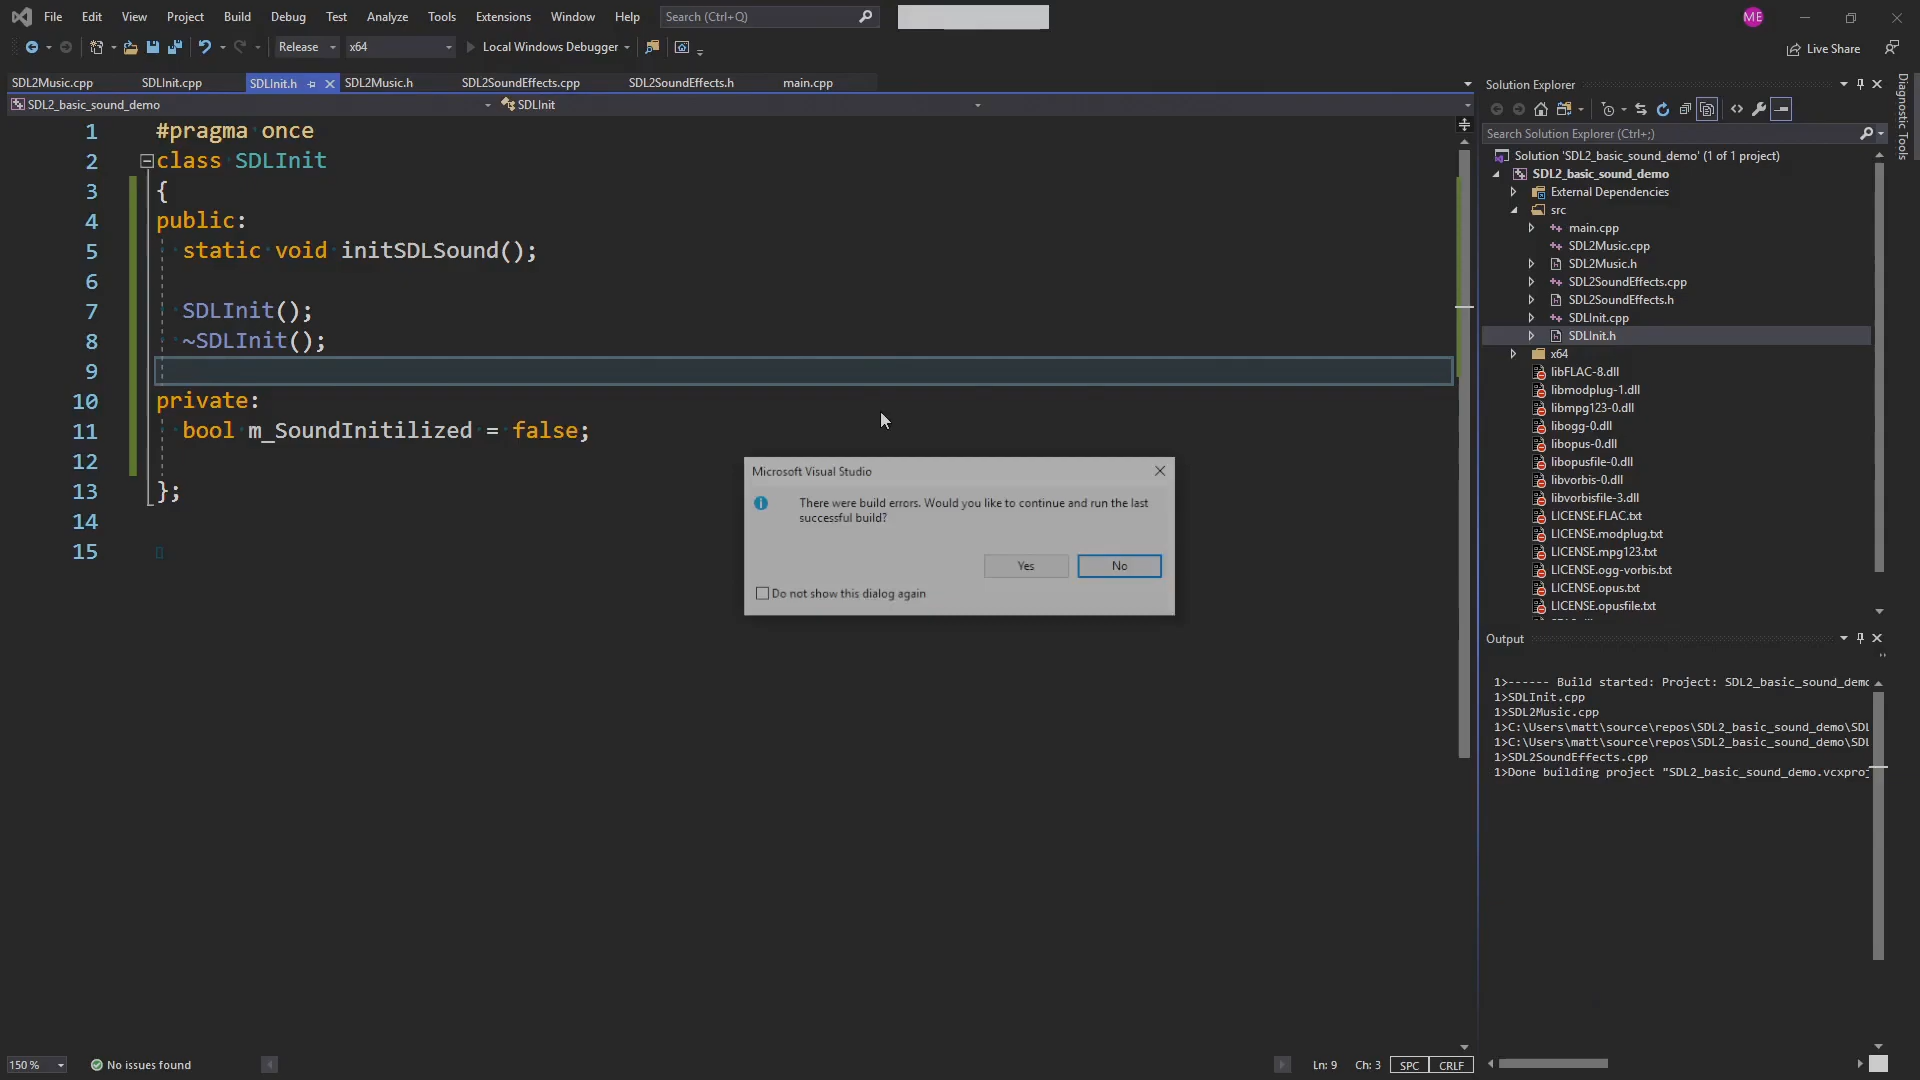 File Edit View Project Build Debug Test Analyze Tools Extensions Window Help Search (Ctrl+Q) ME
Release x64 Local Windows Debugger Live Share
SDL2Music.cpp SDLInit.cpp SDLInit.h SDL2Music.h SDL2SoundEffects.cpp SDL2SoundEffects.h main.cpp
SDL2_basic_sound_demo SDLInit
1 #pragma once
2 class SDLInit
3 {
4 public:
5 static void initSDLSound();
6
7 SDLInit();
8 ~SDLInit();
9
10 private:
11 bool m_SoundInitilized = false;
12
13 };
14
15
Microsoft Visual Studio
There were build errors. Would you like to continue and run the last
successful build?
Yes No
Do not show this dialog again
Solution Explorer
Search Solution Explorer (Ctrl+;)
Solution 'SDL2_basic_sound_demo' (1 of 1 project)
SDL2_basic_sound_demo
External Dependencies
src
main.cpp
SDL2Music.cpp
SDL2Music.h
SDL2SoundEffects.cpp
SDL2SoundEffects.h
SDLInit.cpp
SDLInit.h
x64
libFLAC-8.dll
libmodplug-1.dll
libmpg123-0.dll
libogg-0.dll
libopus-0.dll
libopusfile-0.dll
libvorbis-0.dll
libvorbisfile-3.dll
LICENSE.FLAC.txt
LICENSE.modplug.txt
LICENSE.mpg123.txt
LICENSE.ogg-vorbis.txt
LICENSE.opus.txt
LICENSE.opusfile.txt
Diagnostic Tools
Output
1>------ Build started: Project: SDL2_basic_sound_demo
1>SDLInit.cpp
1>SDL2Music.cpp
1>C:\Users\matt\source\repos\SDL2_basic_sound_demo\SDL
1>C:\Users\matt\source\repos\SDL2_basic_sound_demo\SDL
1>SDL2SoundEffects.cpp
1>Done building project "SDL2_basic_sound_demo.vcxproj
150 % No issues found Ln: 9 Ch: 3 SPC CRLF